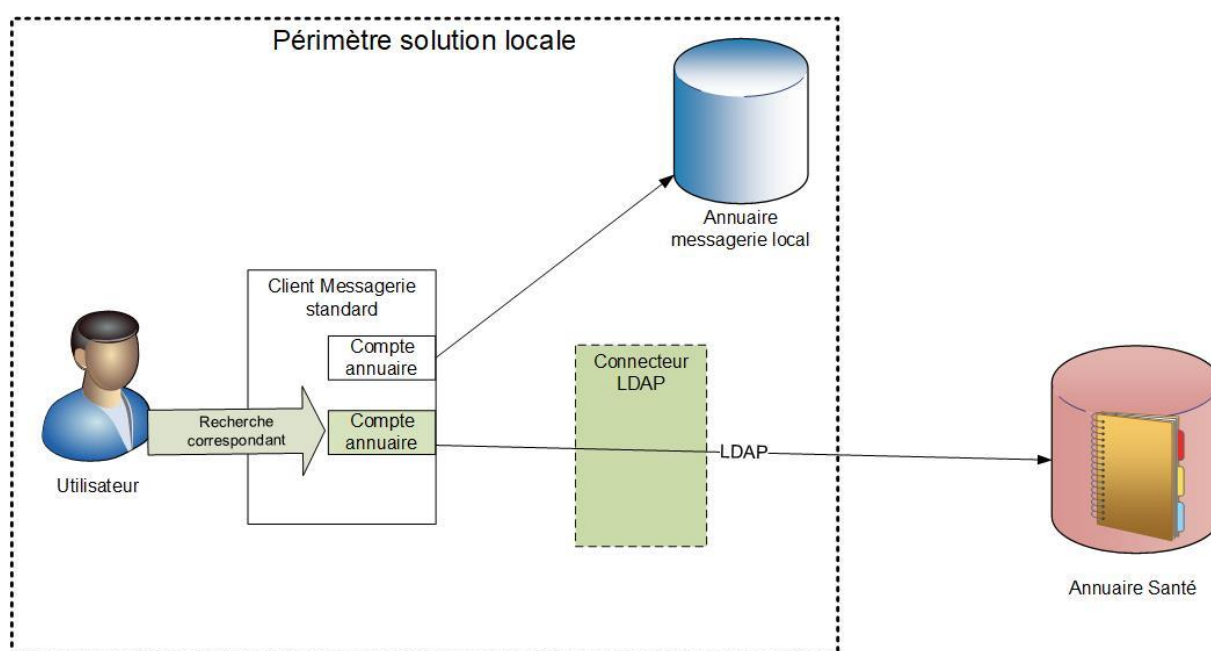 Périmètre solution locale
Annuaire
messagerie local
Client Messagerie
standard
Compte
annuaire
Connecteur
LDAP
Recherche
correspondant
Compte
annuaire
LDAP
Utilisateur
Annuaire Santé